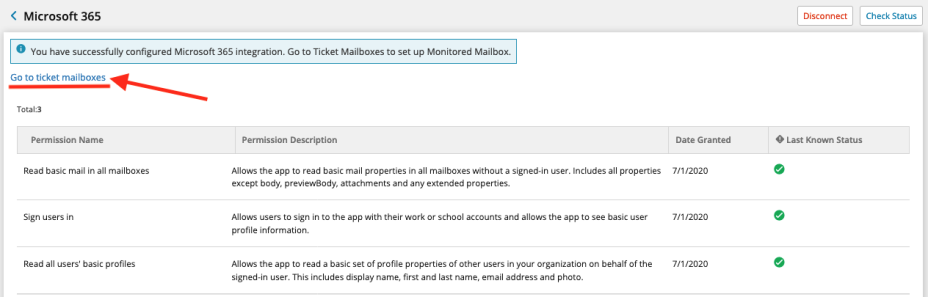 Microsoft 365
Disconnect
Check Status
You have successfully configured Microsoft 365 integration. Go to Ticket Mailboxes to set up Monitored Mailbox.
Go to ticket mailboxes
Total:3
Permission Name
Permission Description
Date Granted
Last Known Status
Read basic mail in all mailboxes
Allows the app to read basic mail properties in all mailboxes without a signed-in user. Includes all properties
except body, previewBody, attachments and any extended properties.
7/1/2020
Sign users in
Allows users to sign in to the app with their work or school accounts and allows the app to see basic user
profile information.
7/1/2020
Read all users' basic profiles
Allows the app to read a basic set of profile properties of other users in your organization on behalf of the
signed-in user. This includes display name, first and last name, email address and photo.
7/1/2020